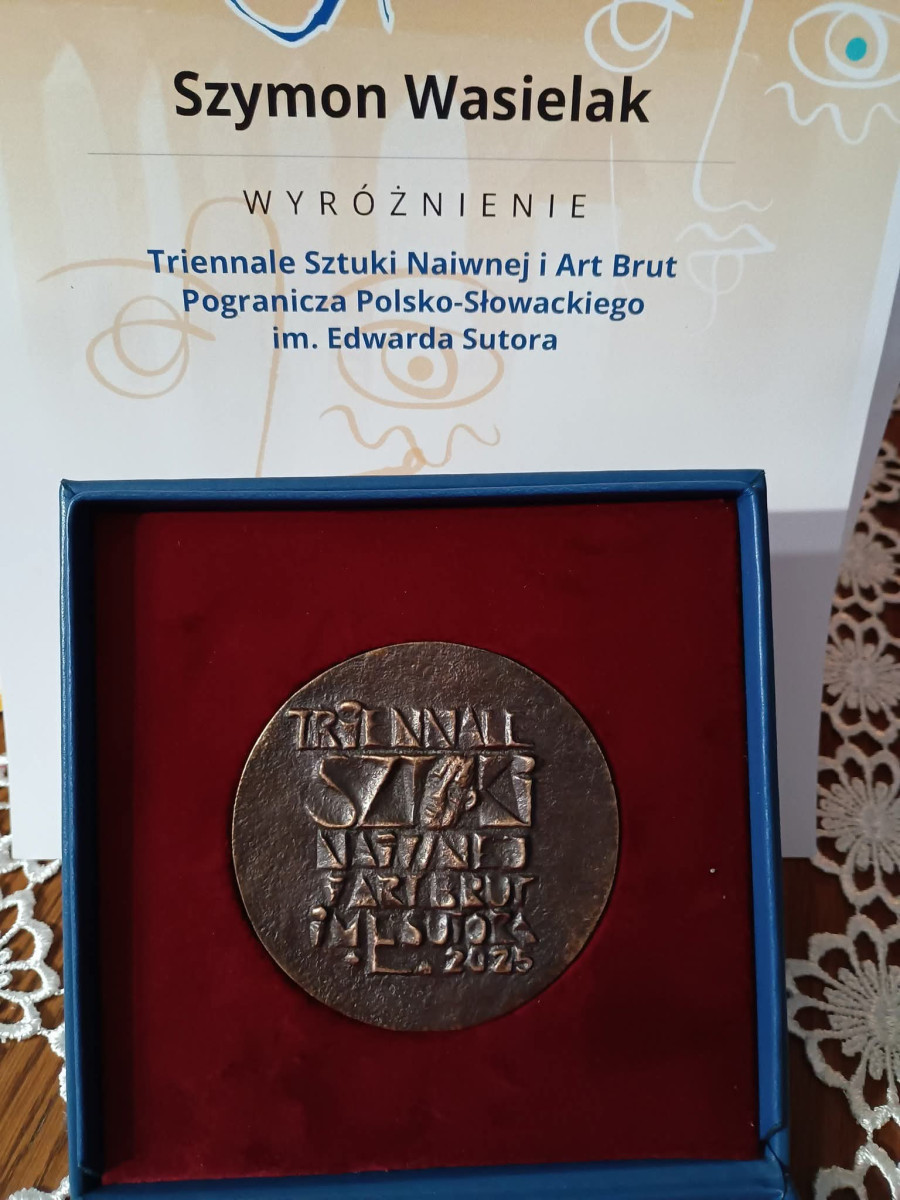 Szymon Wasielak
WYRÓŻNIENIE
Triennale Sztuki Naiwnej i Art Brut
Pogranicza Polsko-Słowackiego
im. Edwarda Sutora
TRiENNALE
SZTUKi
NAiWNEJ
i ART BRUT
iM E SUTORA
2025